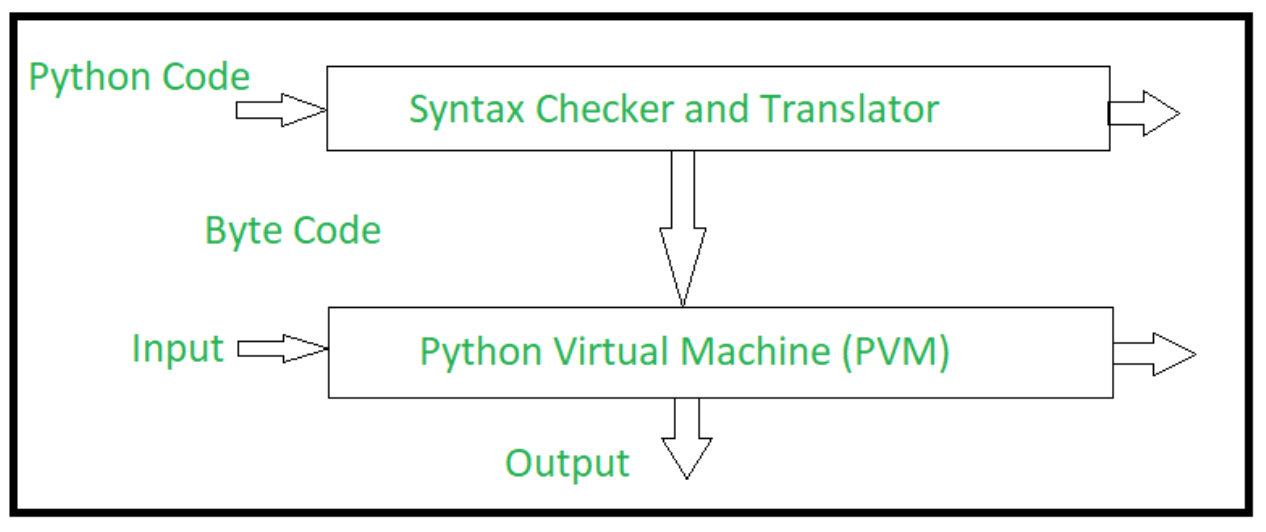 Python Code
Syntax Checker and Translator
Byte Code
Input
Python Virtual Machine (PVM)
Output